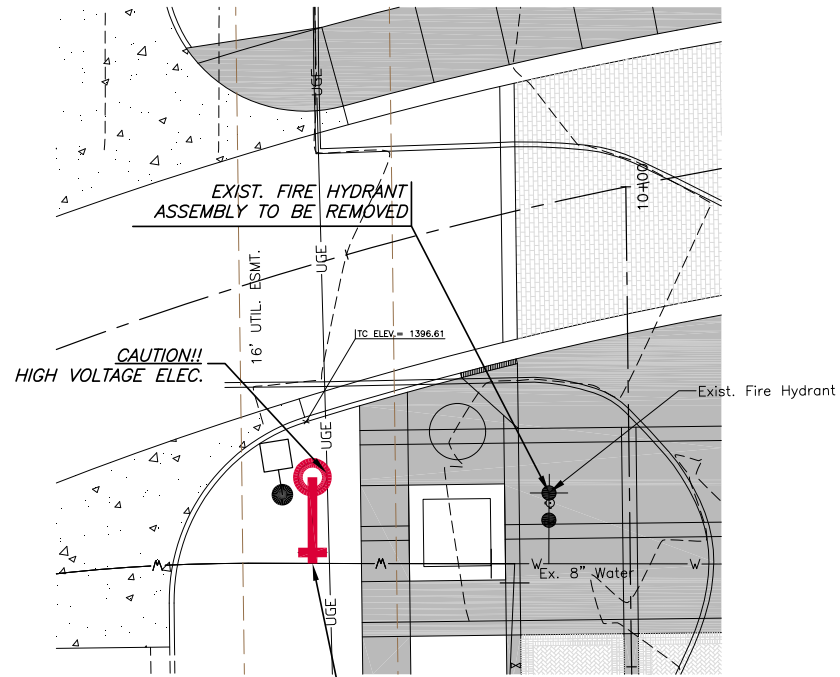 UGE
EXIST. FIRE HYDRANT
ASSEMBLY TO BE REMOVED
10+00
UGE
16' UTIL. ESMT.
TC ELEV.= 1396.61
CAUTION!!
HIGH VOLTAGE ELEC.
Exist. Fire Hydrant
UGE
W
W
W
Ex. 8" Water
W
UGE